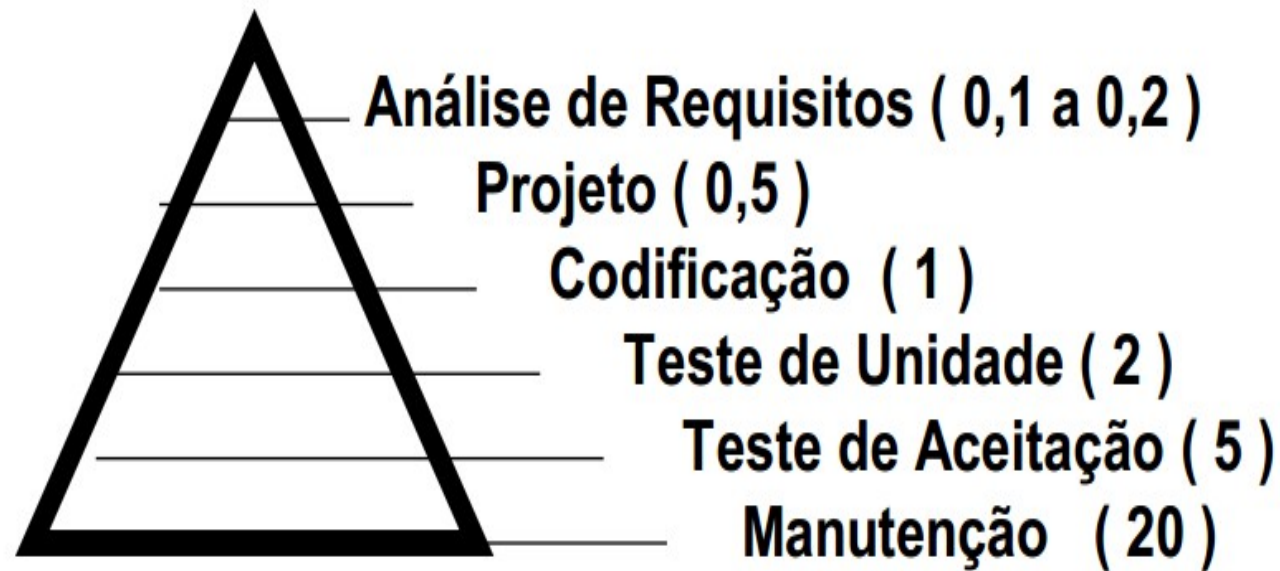 Análise de Requisitos ( 0,1 a 0,2 )
Projeto ( 0,5 )
Codificação ( 1 )
Teste de Unidade ( 2 )
Teste de Aceitação ( 5 )
Manutenção ( 20 )